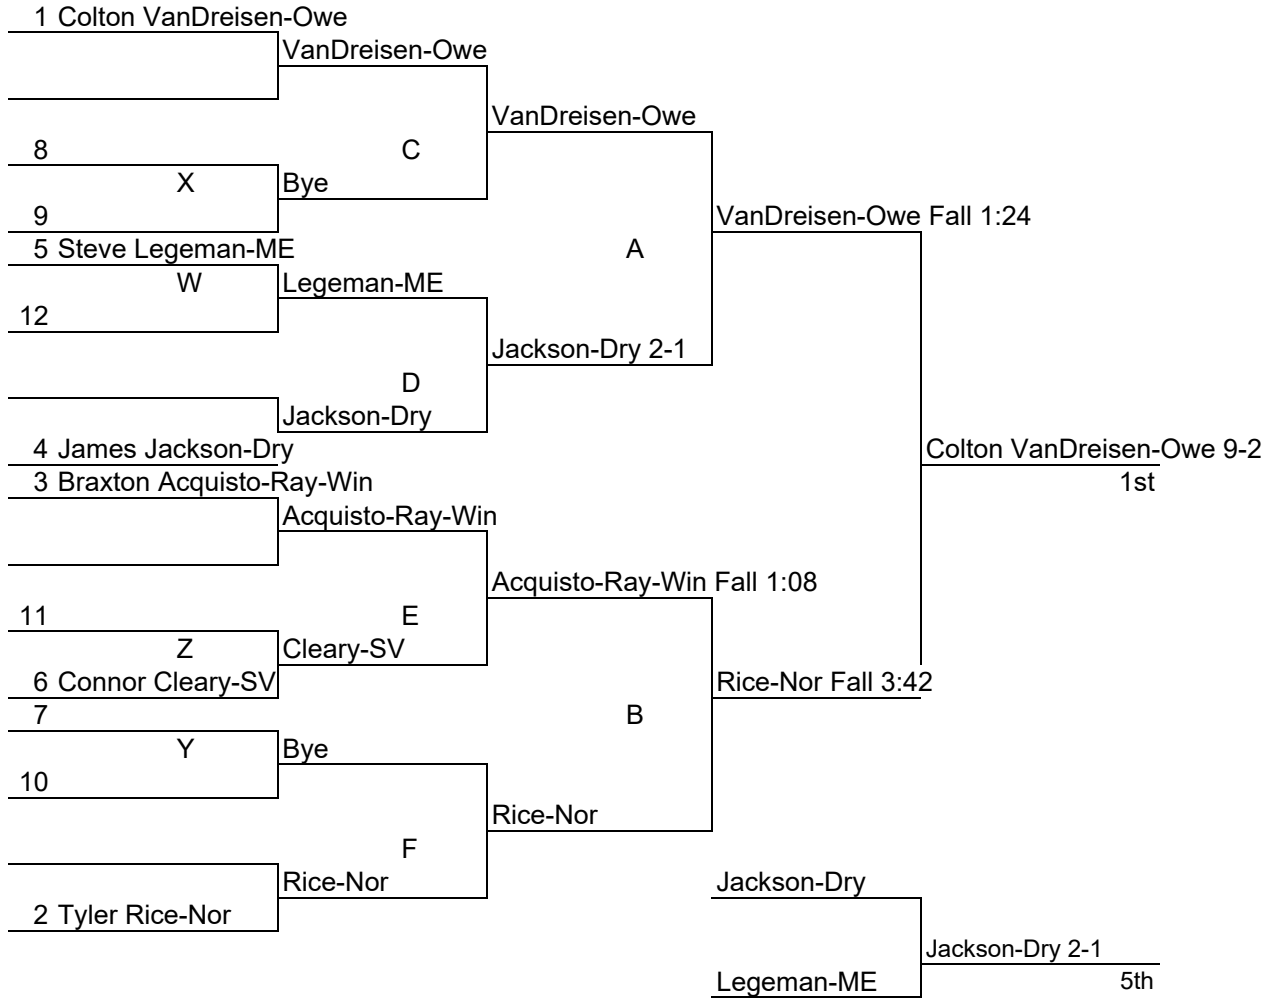 1 Colton VanDreisen-Owe
VanDreisen-Owe
VanDreisen-Owe
8
C
X
Bye
9
VanDreisen-Owe Fall 1:24
5 Steve Legeman-ME
A
W
Legeman-ME
12
Jackson-Dry 2-1
D
Jackson-Dry
4 James Jackson-Dry
Colton VanDreisen-Owe 9-2
3 Braxton Acquisto-Ray-Win
1st
Acquisto-Ray-Win
Acquisto-Ray-Win Fall 1:08
11
E
Z
Cleary-SV
6 Connor Cleary-SV
Rice-Nor Fall 3:42
7
B
Y
Bye
10
Rice-Nor
F
Rice-Nor
Jackson-Dry
2 Tyler Rice-Nor
Jackson-Dry 2-1
Legeman-ME
5th